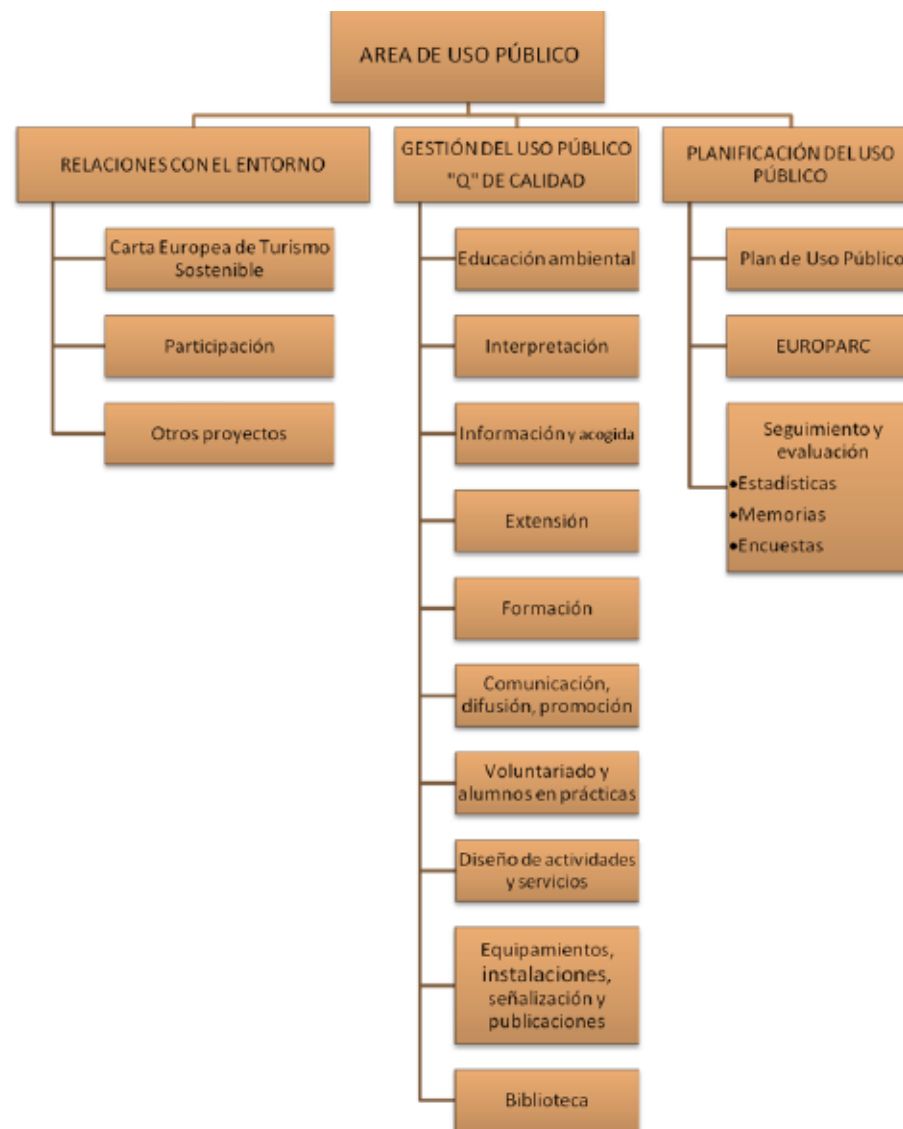 AREA DE USO PÚBLICO
RELACIONES CON EL ENTORNO
Carta Europea de Turismo
Sostenible
Participación
Otros proyectos
GESTIÓN DEL USO PÚBLICO
"Q" DE CALIDAD
Educación ambiental
Interpretación
Información y acogida
Extensión
Formación
Comunicación,
difusión, promoción
Voluntariado y
alumnos en prácticas
Diseño de actividades
y servicios
Equipamientos,
instalaciones,
señalización y
publicaciones
Biblioteca
PLANIFICACIÓN DEL USO
PÚBLICO
Plan de Uso Público
EUROPARC
Seguimiento y
evaluación
•Estadísticas
•Memorias
•Encuestas